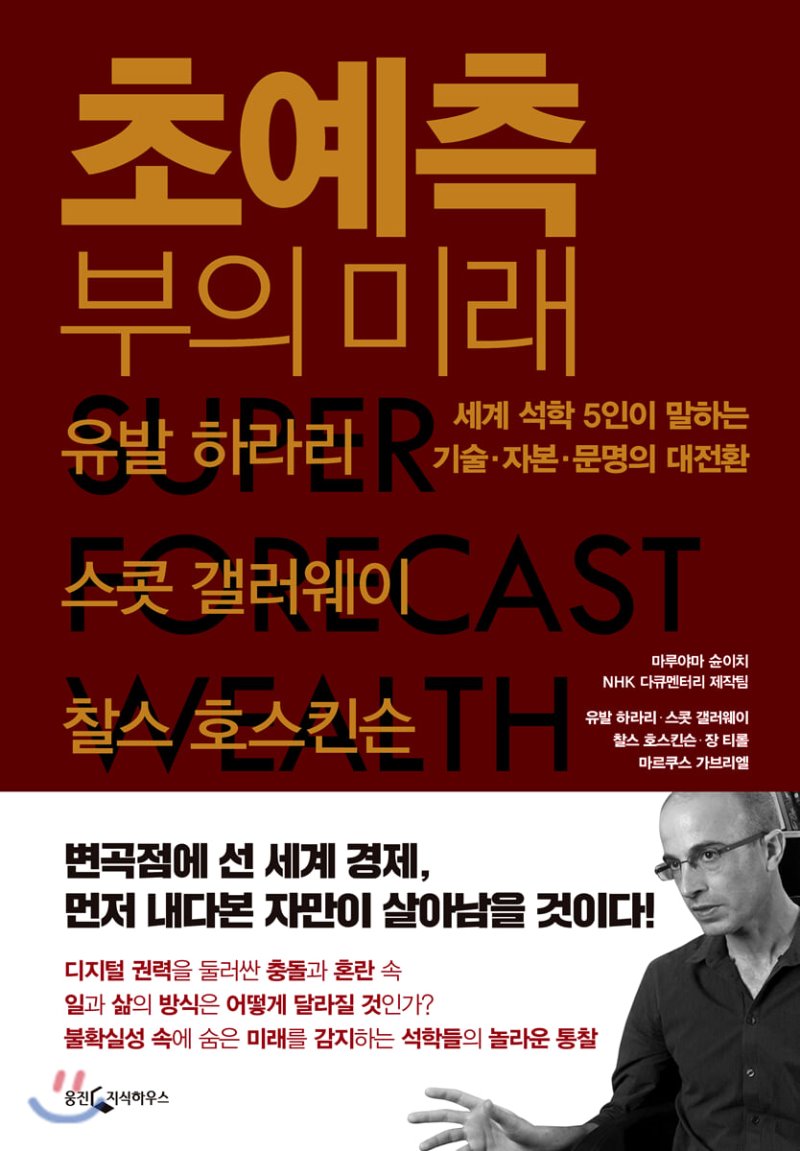 초예측
부의 미래
SUPER
유발 하라리
세계 석학 5인이 말하는
기술·자본·문명의 대전환
FORECAST
스콧 갤러웨이
마루야마 슌이치
NHK 다큐멘터리 제작팀
WEALTH
찰스 호스킨슨
유발 하라리·스콧 갤러웨이
찰스 호스킨슨·장 티롤
마르쿠스 가브리엘
변곡점에 선 세계 경제,
먼저 내다본 자만이 살아남을 것이다!
디지털 권력을 둘러싼 충돌과 혼란 속
일과 삶의 방식은 어떻게 달라질 것인가?
불확실성 속에 숨은 미래를 감지하는 석학들의 놀라운 통찰
웅진 지식하우스